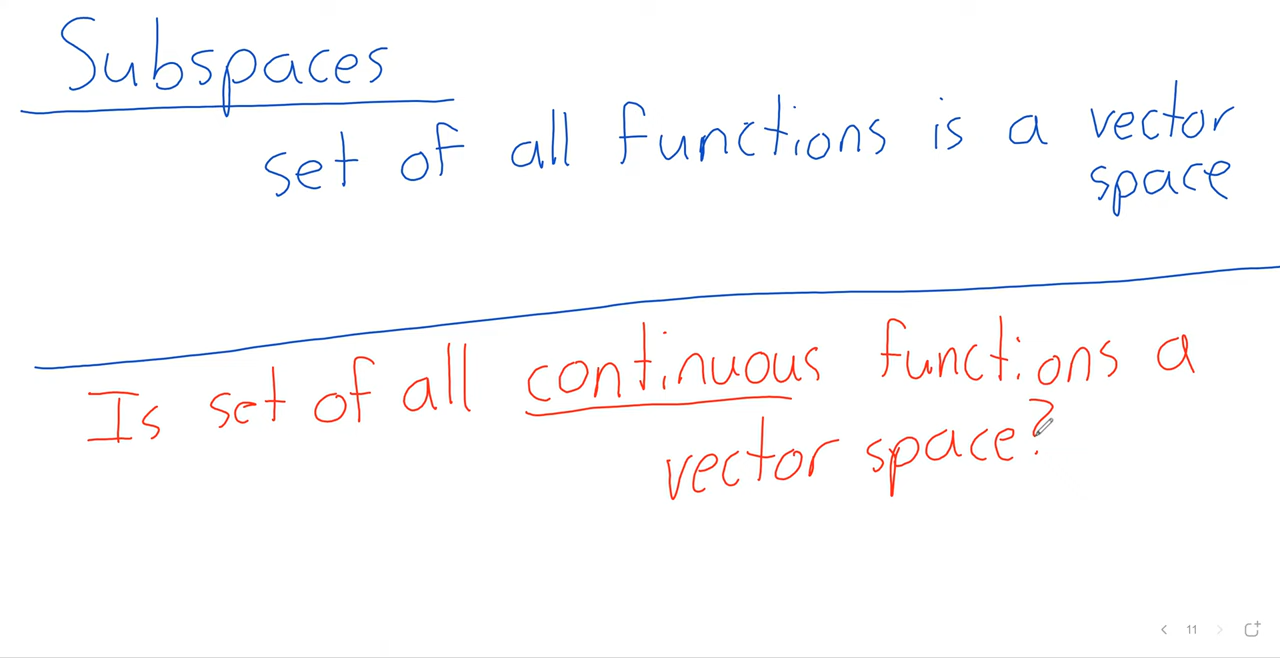 Subspaces
set of all functions is a vector
space
Is set of all continuous functions a
vector space?
11